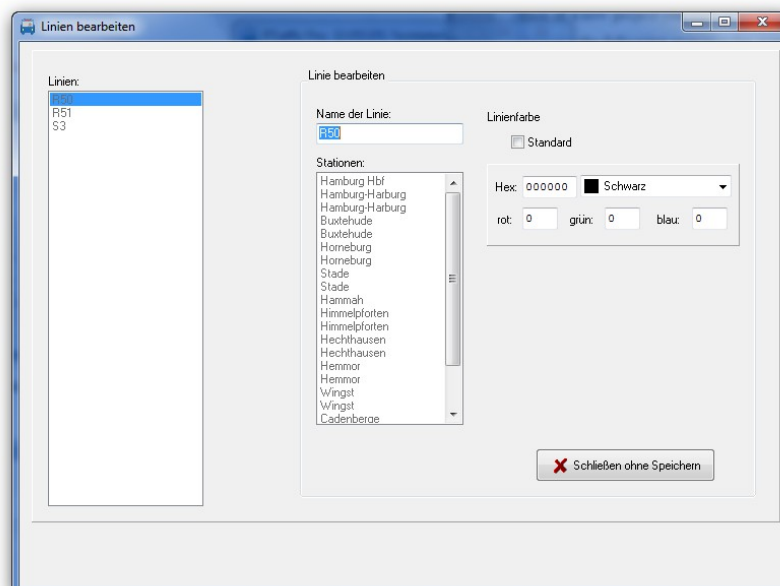 Linien bearbeiten
Linien:
R50
R51
S3
Linie bearbeiten
Name der Linie:
R50
Stationen:
Hamburg Hbf
Hamburg-Harburg
Hamburg-Harburg
Buxtehude
Buxtehude
Horneburg
Horneburg
Stade
Stade
Hammah
Himmelpforten
Himmelpforten
Hechthausen
Hechthausen
Hemmor
Hemmor
Wingst
Wingst
Cadenberge
Linienfarbe
Standard
Hex: 000000 Schwarz
rot: 0 grün: 0 blau: 0
Schließen ohne Speichern